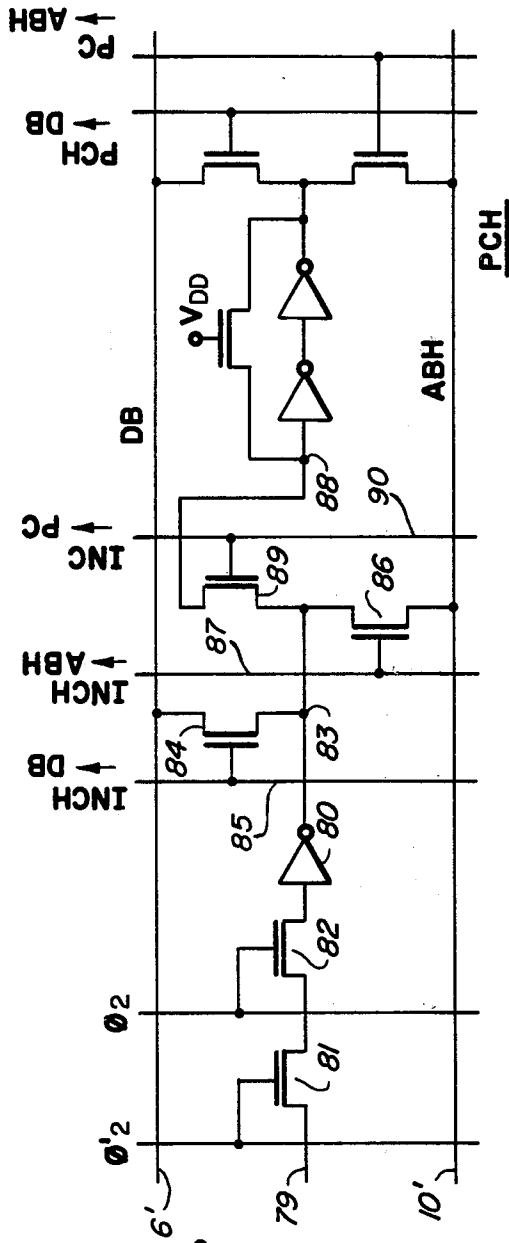 PC → ABH
PCH → DB
INC → PC
INCH → ABH
INCH → DB
Ø2
Ø'2
DB
VDD
ABH
PCH
6'
79
10'
81
82
80
85
84
83
87
86
89
88
90